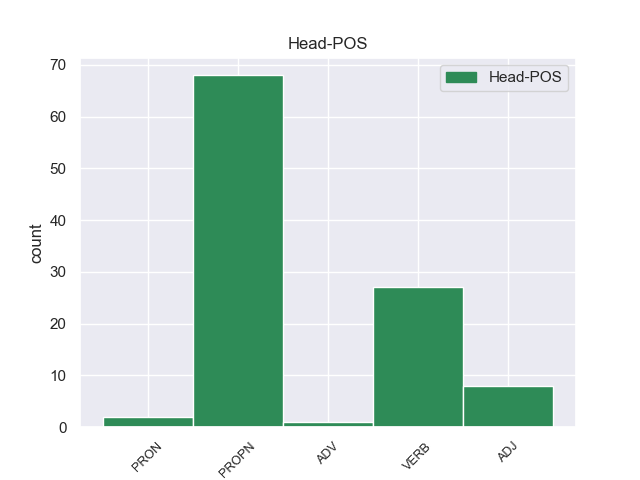 Head-POS
Head-POS
count
70
60
50
40
30
20
10
0
PRON
PROPN
ADV
VERB
ADJ